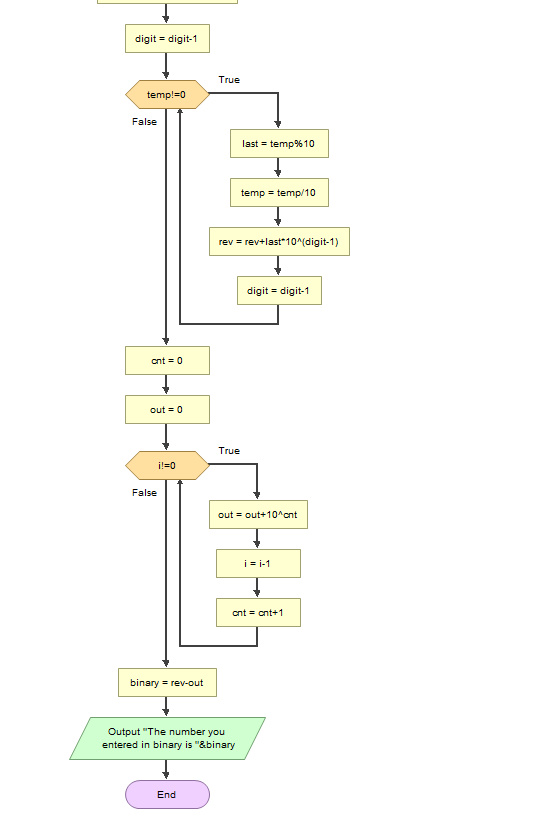 digit = digit-1
True
temp!=0
False
last = temp%10
temp = temp/10
rev = rev+last*10^(digit-1)
digit = digit-1
cnt = 0
out = 0
True
i!=0
False
out = out+10^cnt
i = i-1
cnt = cnt+1
binary = rev-out
Output "The number you
entered in binary is "&binary
End